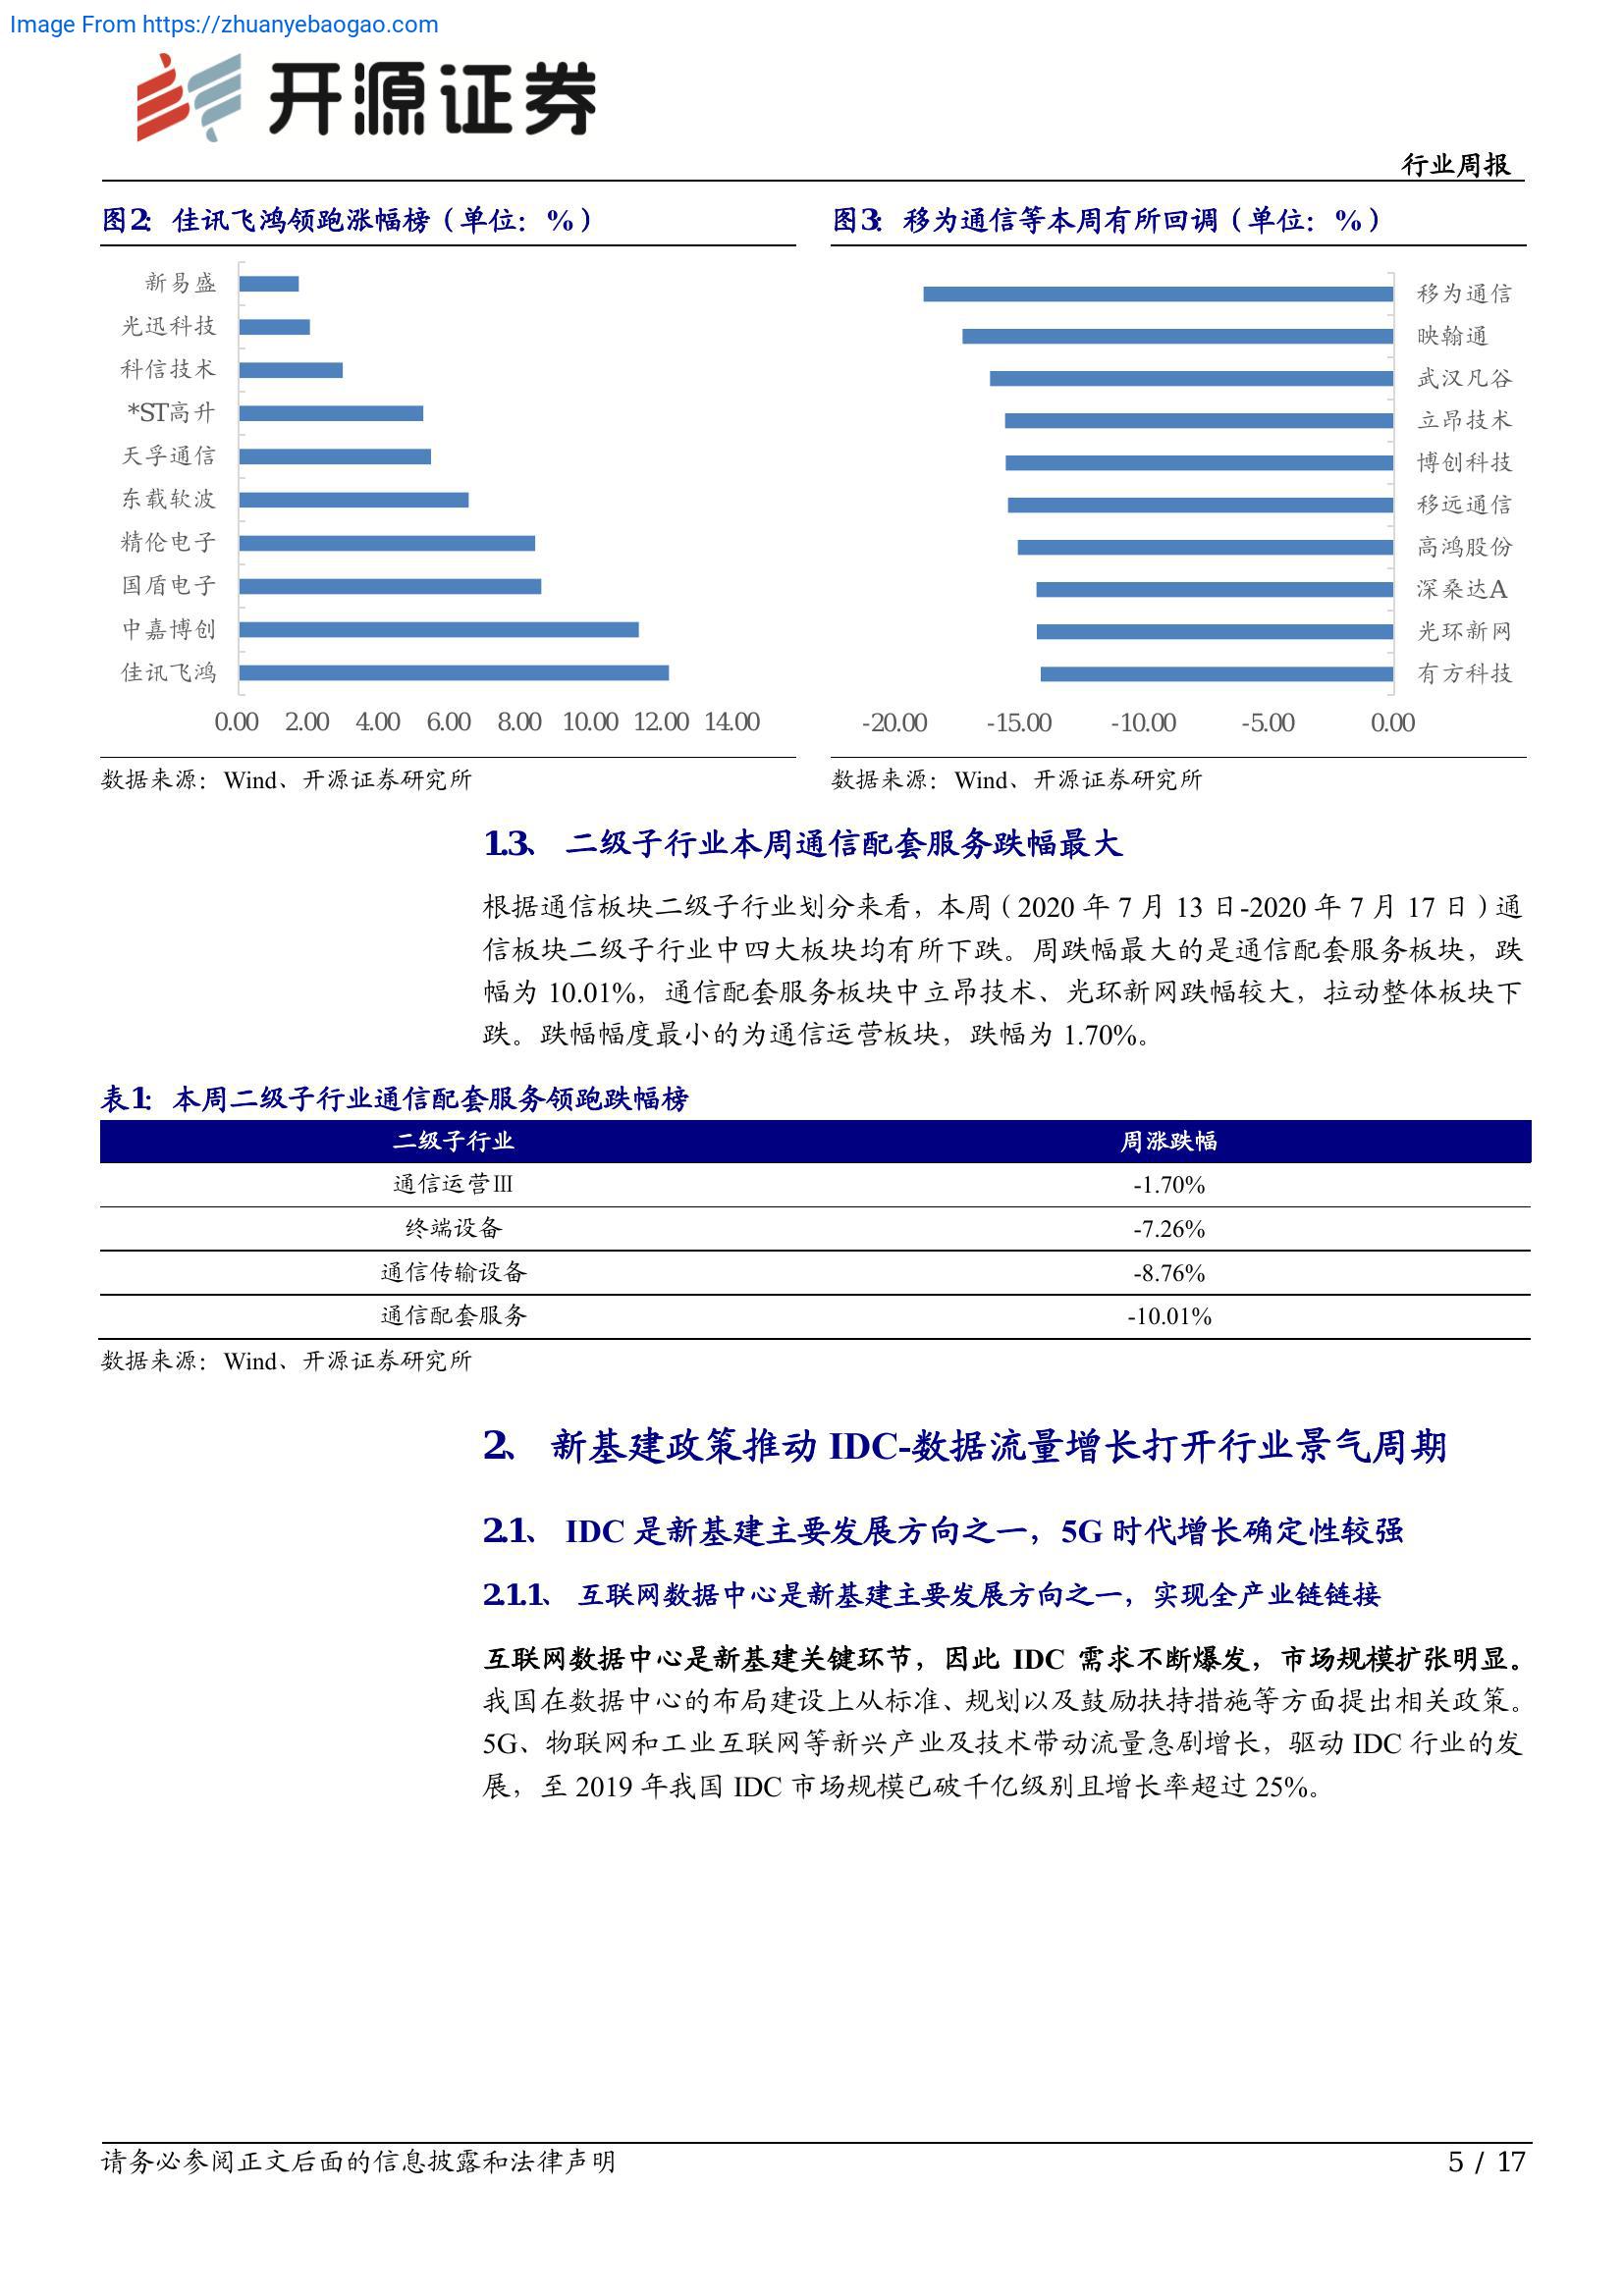 Image From https://zhuanyebaogao.com
开源证券
行业周报
图2：佳讯飞鸿领跑涨幅榜（单位：%）
新易盛
光迅科技
科信技术
*ST高升
天孚通信
东载软波
精伦电子
国盾电子
中嘉博创
佳讯飞鸿
0.00 2.00 4.00 6.00 8.00 10.00 12.00 14.00
数据来源：Wind、开源证券研究所
图3：移为通信等本周有所回调（单位：%）
移为通信
映翰通
武汉凡谷
立昂技术
博创科技
移远通信
高鸿股份
深桑达A
光环新网
有方科技
-20.00 -15.00 -10.00 -5.00 0.00
数据来源：Wind、开源证券研究所
1.3、 二级子行业本周通信配套服务跌幅最大
根据通信板块二级子行业划分来看，本周（2020 年 7 月 13 日-2020 年 7 月 17 日）通
信板块二级子行业中四大板块均有所下跌。周跌幅最大的是通信配套服务板块，跌
幅为 10.01%，通信配套服务板块中立昂技术、光环新网跌幅较大，拉动整体板块下
跌。跌幅幅度最小的为通信运营板块，跌幅为 1.70%。
表1：本周二级子行业通信配套服务领跑跌幅榜
二级子行业 周涨跌幅
通信运营Ⅲ -1.70%
终端设备 -7.26%
通信传输设备 -8.76%
通信配套服务 -10.01%
数据来源：Wind、开源证券研究所
2、 新基建政策推动 IDC-数据流量增长打开行业景气周期
2.1、 IDC 是新基建主要发展方向之一，5G 时代增长确定性较强
2.1.1、 互联网数据中心是新基建主要发展方向之一，实现全产业链链接
互联网数据中心是新基建关键环节，因此 IDC 需求不断爆发，市场规模扩张明显。
我国在数据中心的布局建设上从标准、规划以及鼓励扶持措施等方面提出相关政策。
5G、物联网和工业互联网等新兴产业及技术带动流量急剧增长，驱动 IDC 行业的发
展，至 2019 年我国 IDC 市场规模已破千亿级别且增长率超过 25%。
请务必参阅正文后面的信息披露和法律声明
5 / 17